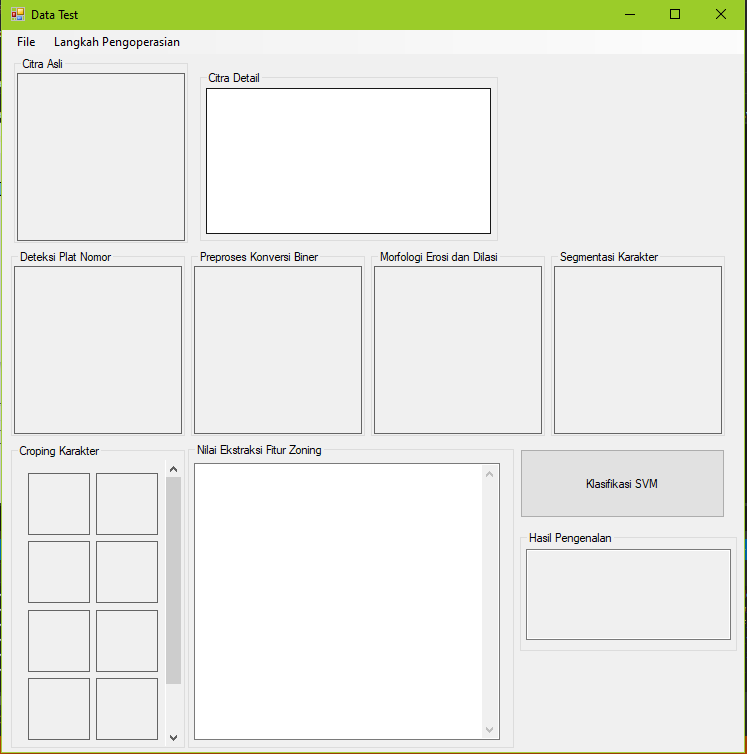 Data Test
File Langkah Pengoperasian
Citra Asli
Citra Detail
Deteksi Plat Nomor
Preproses Konversi Biner
Morfologi Erosi dan Dilasi
Segmentasi Karakter
Croping Karakter
Nilai Ekstraksi Fitur Zoning
Klasifikasi SVM
Hasil Pengenalan